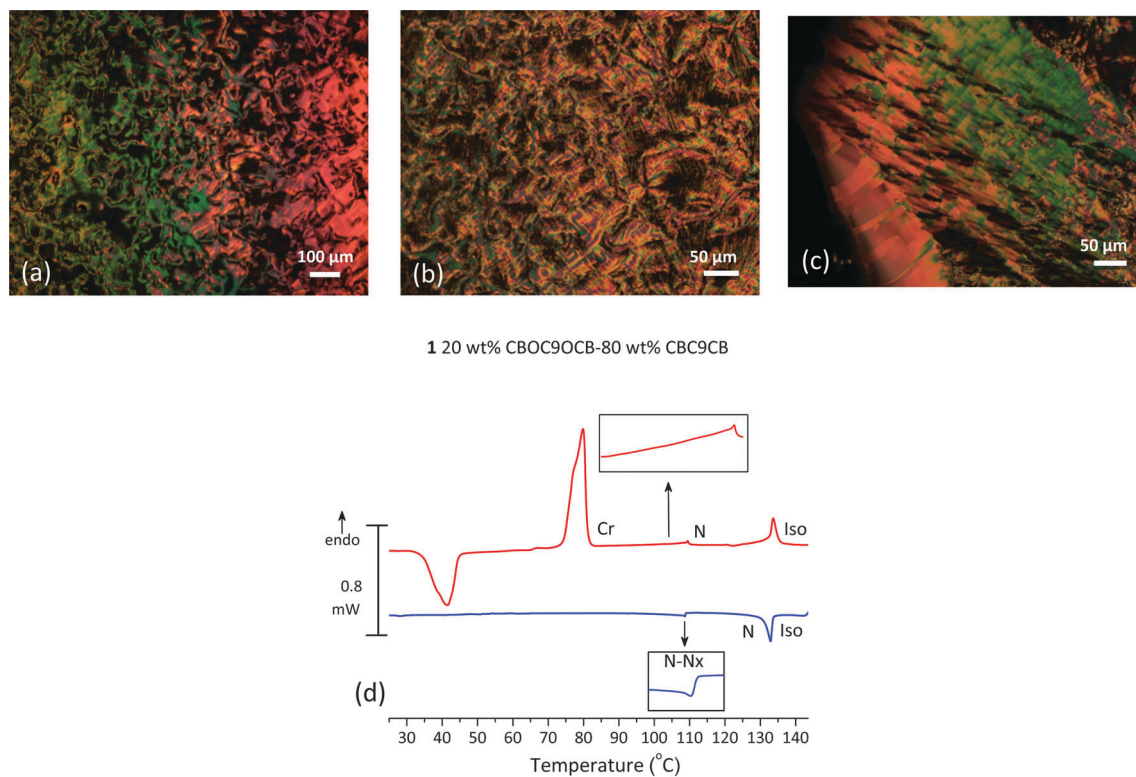 (a)
100 μm
(b)
50 μm
(c)
50 μm
1 20 wt% CBOC9OCB-80 wt% CBC9CB
endo
0.8
mW
Cr
N
Iso
N
Iso
N-Nx
(d)
30 40 50 60 70 80 90 100 110 120 130 140
Temperature (°C)